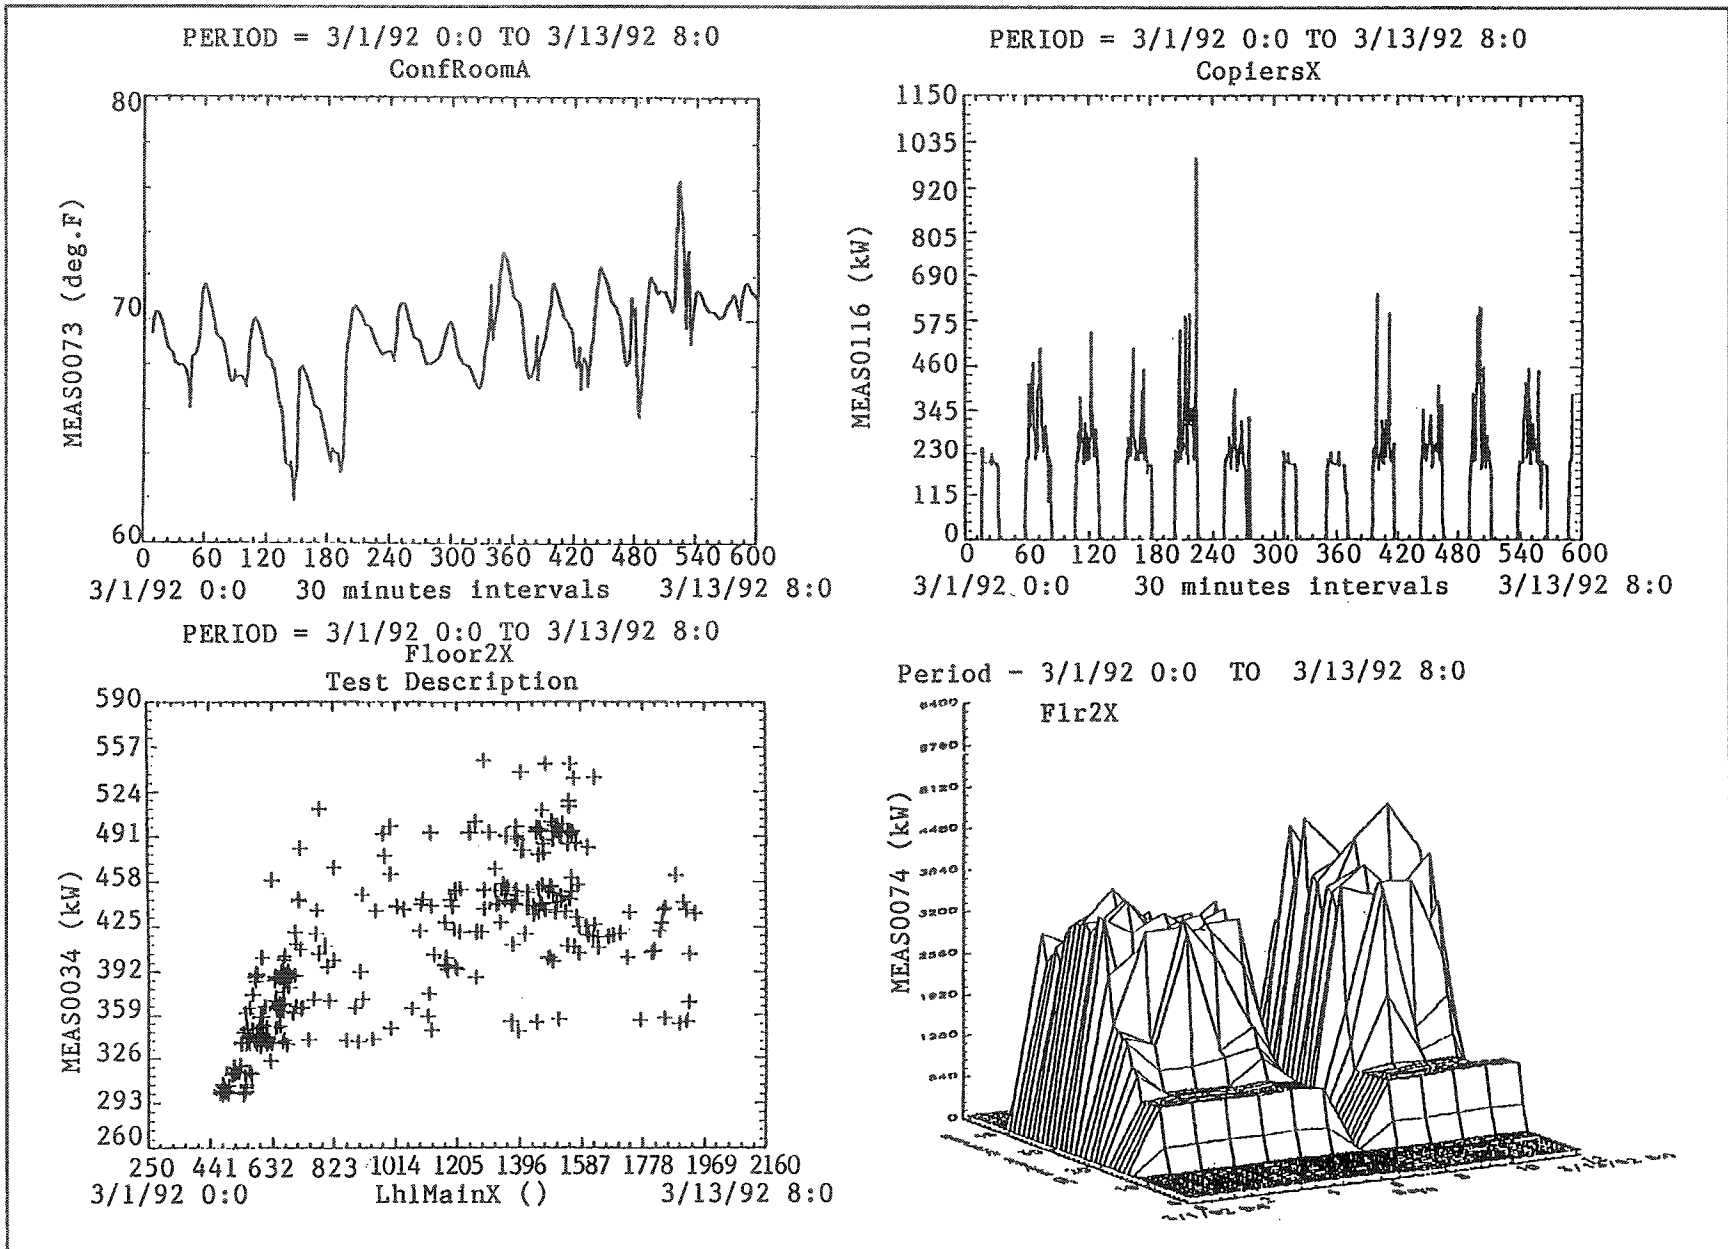 PERIOD = 3/1/92 0:0 TO 3/13/92 8:0
ConfRoomA
80
70
60
MEAS0073 (deg.F)
0 60 120 180 240 300 360 420 480 540 600
3/1/92 0:0 30 minutes intervals 3/13/92 8:0
PERIOD = 3/1/92 0:0 TO 3/13/92 8:0
CopiersX
1150
1035
920
805
690
575
460
345
230
115
0
MEAS0116 (kW)
0 60 120 180 240 300 360 420 480 540 600
3/1/92 0:0 30 minutes intervals 3/13/92 8:0
PERIOD = 3/1/92 0:0 TO 3/13/92 8:0
Floor2X
Test Description
590
557
524
491
458
425
392
359
326
293
260
MEAS0034 (kW)
250 441 632 823 1014 1205 1396 1587 1778 1969 2160
3/1/92 0:0 LhlMainX () 3/13/92 8:0
Period - 3/1/92 0:0 TO 3/13/92 8:0
Flr2X
MEAS0074 (kW)
4480
3840
3200
2560
1280
640
0